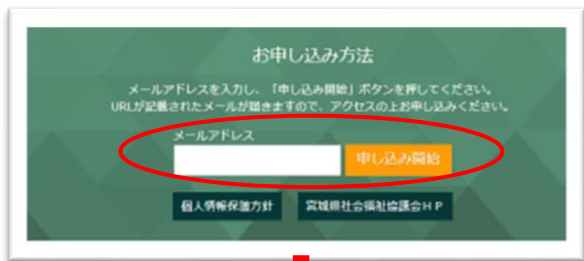 お申し込み方法
メールアドレスを入力し、「申し込み開始」ボタンを押してください。
URLが記載されたメールが届きますので、アクセスの上お申し込みください。
メールアドレス
申し込み開始
個人情報保護方針 宮城県社会福祉協議会HP